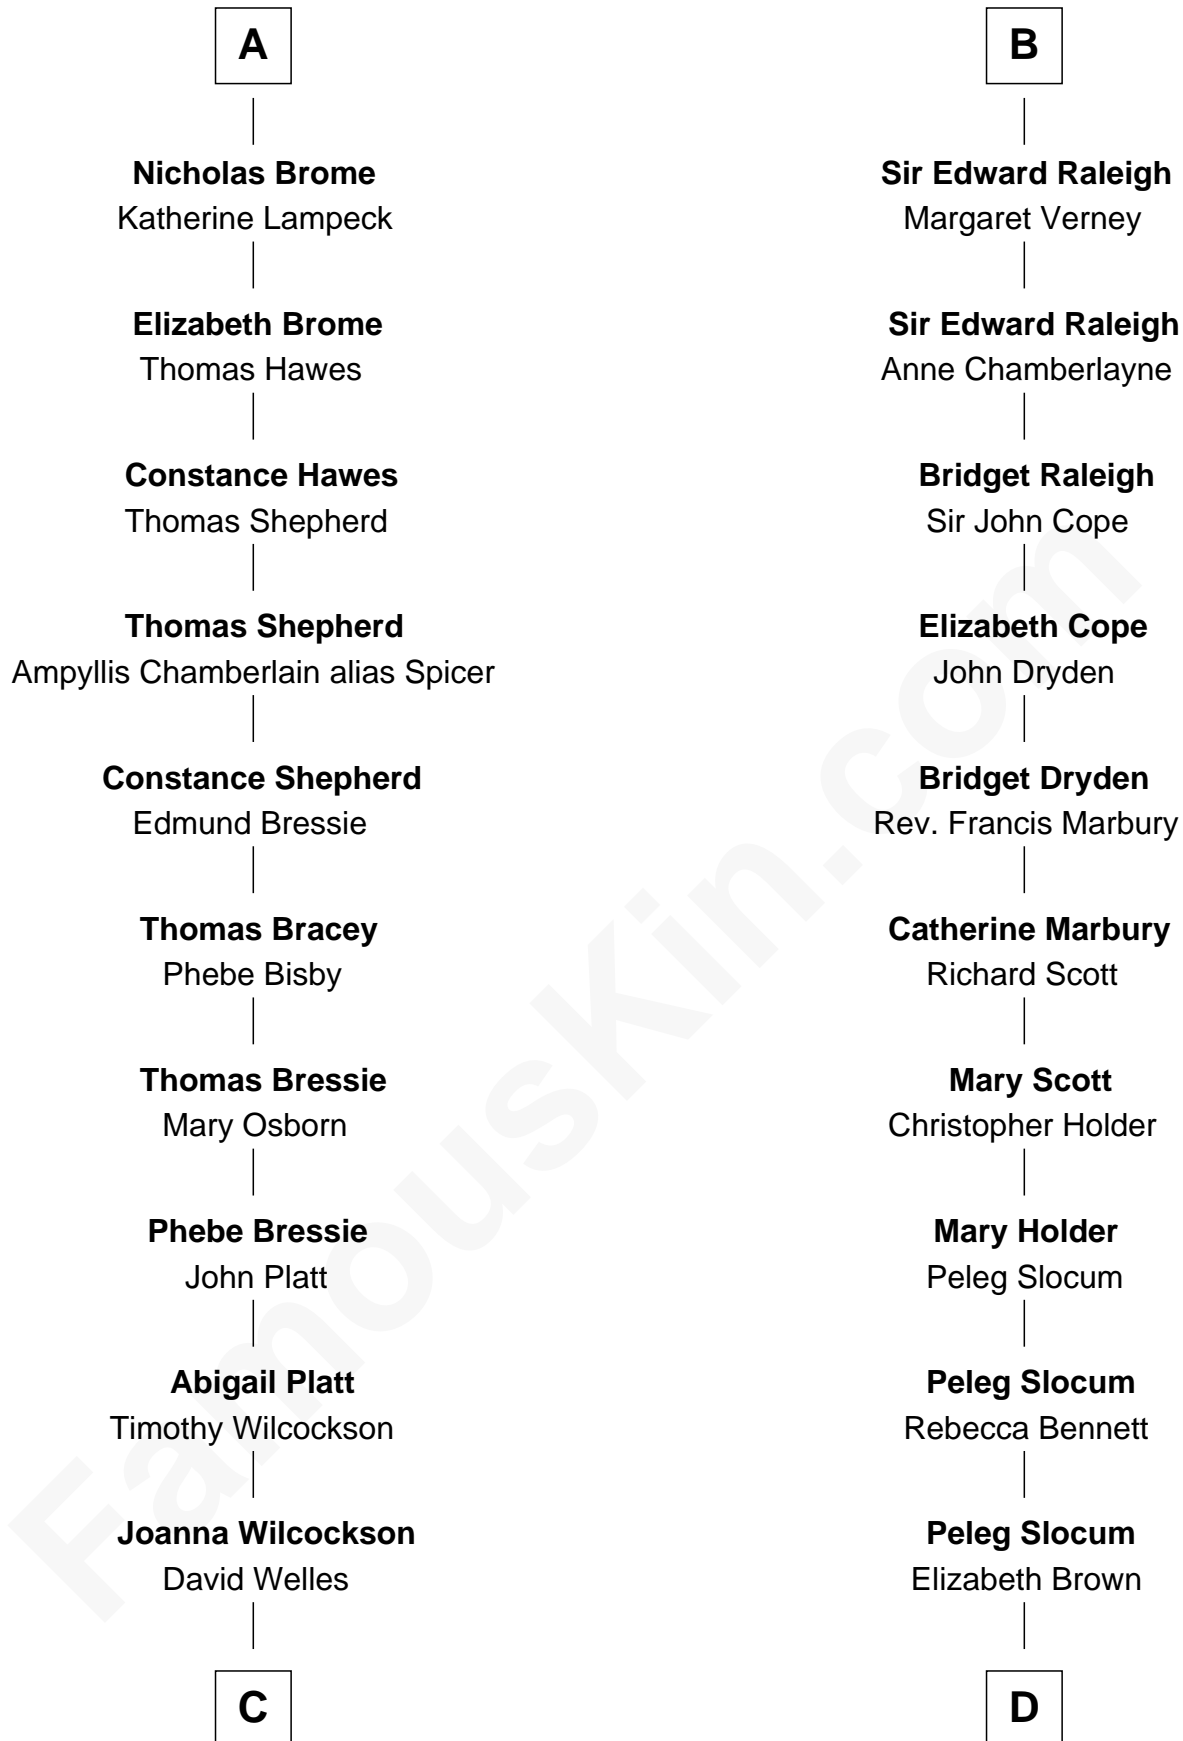 A
Nicholas Brome
Katherine Lampeck
Elizabeth Brome
Thomas Hawes
Constance Hawes
Thomas Shepherd
Thomas Shepherd
Ampyllis Chamberlain alias Spicer
Constance Shepherd
Edmund Bressie
Thomas Bracey
Phebe Bisby
Thomas Bressie
Mary Osborn
Phebe Bressie
John Platt
Abigail Platt
Timothy Wilcockson
Joanna Wilcockson
David Welles
C
B
Sir Edward Raleigh
Margaret Verney
Sir Edward Raleigh
Anne Chamberlayne
Bridget Raleigh
Sir John Cope
Elizabeth Cope
John Dryden
Bridget Dryden
Rev. Francis Marbury
Catherine Marbury
Richard Scott
Mary Scott
Christopher Holder
Mary Holder
Peleg Slocum
Peleg Slocum
Rebecca Bennett
Peleg Slocum
Elizabeth Brown
D
FamousKin.com